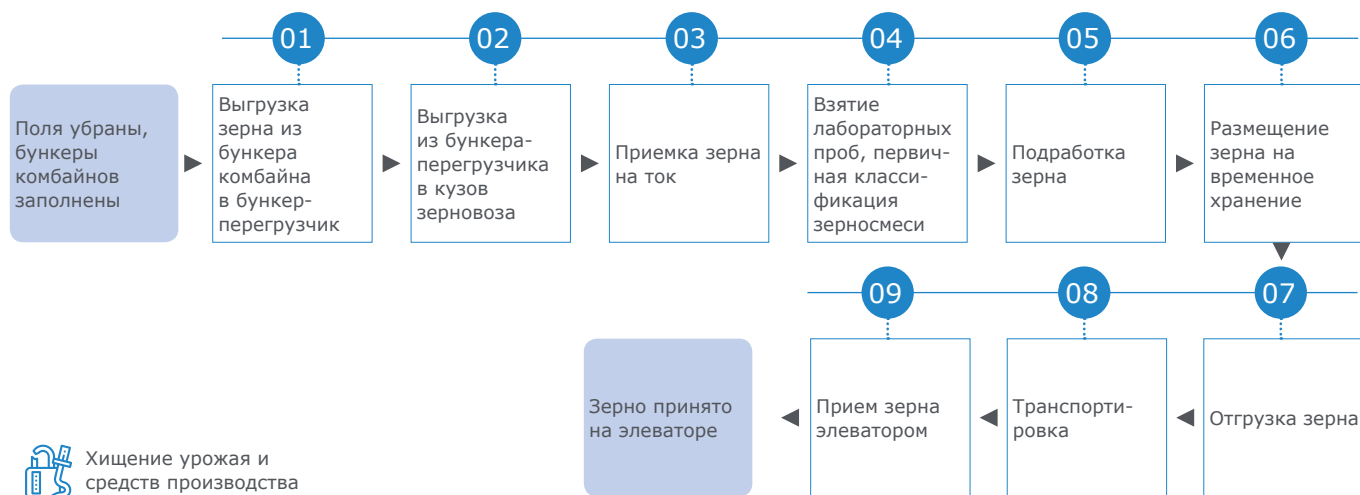 01
02
03
04
05
06
Поля убраны,
бункеры
комбайнов
заполнены
Выгрузка
зерна из
бункера
комбайна
в бункер-
перегрузчик
Выгрузка
из бункера-
перегрузчика
в кузов
зерновоза
Приемка зерна
на ток
Взятие
лабораторных
проб, первич-
ная класси-
фикация
зерносмеси
Подработка
зерна
Размещение
зерна на
временное
хранение
09
08
07
Зерно принято
на элеваторе
Прием зерна
элеватором
Транспорти-
ровка
Отгрузка зерна
Хищение урожая и
средств производства